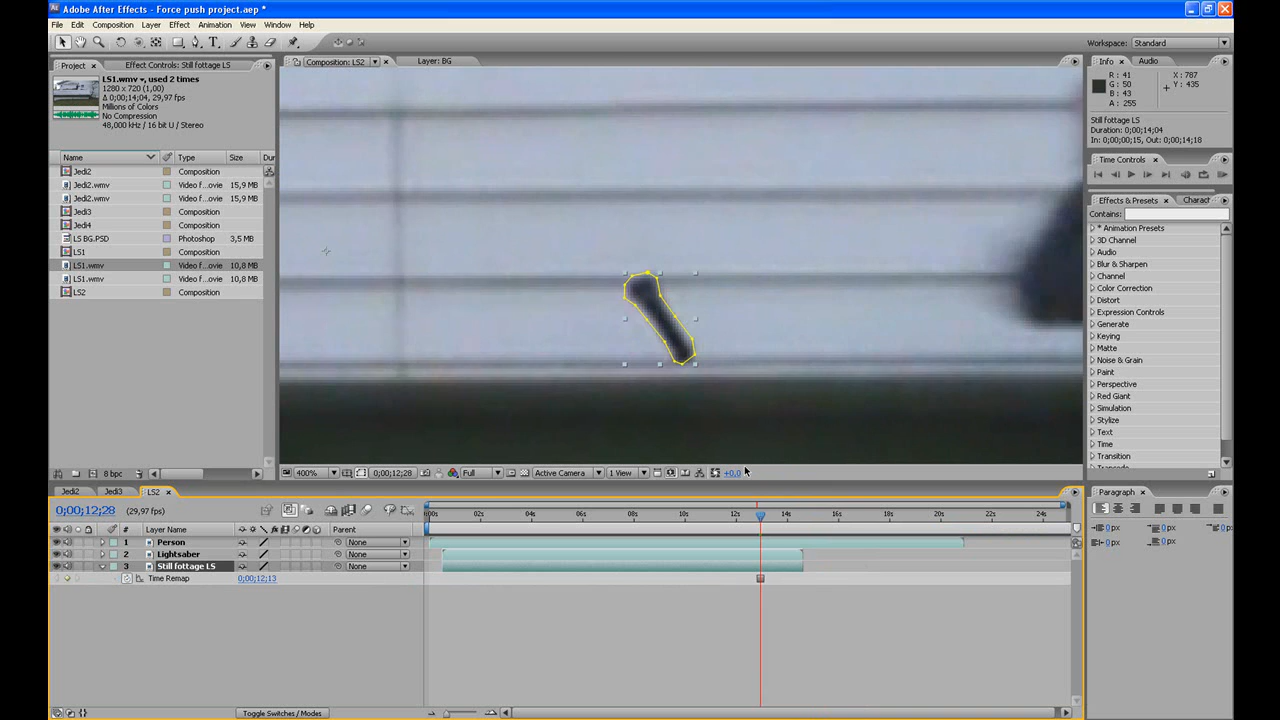 Adobe After Effects - Force push project.aep *
File Edit Composition Layer Effect Animation View Window Help
Workspace: Standard
Project Effect Controls: Still fottage LS
LS1.wmv , used 2 times
1280 x 720 (1,00)
Δ 0;00;14;04, 29,97 fps
Millions of Colors
No Compression
48,000 kHz / 16 bit U / Stereo
Name Type Size Dur
Jedi2 Composition
Jedi2.wmv Video f...ovie 15,9 MB
Jedi2.wmv Video f...ovie 15,9 MB
Jedi3 Composition
Jedi4 Composition
LS BG.PSD Photoshop 3,5 MB
LS1 Composition
LS1.wmv Video f...ovie 10,8 MB
LS1.wmv Video f...ovie 10,8 MB
LS2 Composition
8 bpc
Composition: LS2 Layer: BG
400% 0;00;12;28 Full Active Camera 1 View +0,0
Info Audio
R : 41 X : 787
G : 50 Y : 435
B : 43
A : 255
Still fottage LS
Duration: 0;00;14;04
In: 0;00;00;15, Out: 0;00;14;18
Time Controls
Effects & Presets Charact
Contains:
* Animation Presets
3D Channel
Audio
Blur & Sharpen
Channel
Color Correction
Distort
Expression Controls
Generate
Keying
Matte
Noise & Grain
Paint
Perspective
Red Giant
Simulation
Stylize
Text
Time
Transition
Paragraph
0 px 0 px 0 px
0 px 0 px
Jedi2 Jedi3 LS2
0;00;12;28 (29,97 fps)
:00s 02s 04s 06s 08s 10s 12s 14s 16s 18s 20s 22s 24s
# Layer Name Parent
1 Person None
2 Lightsaber None
3 Still fottage LS None
Time Remap 0;00;12;13
Toggle Switches / Modes